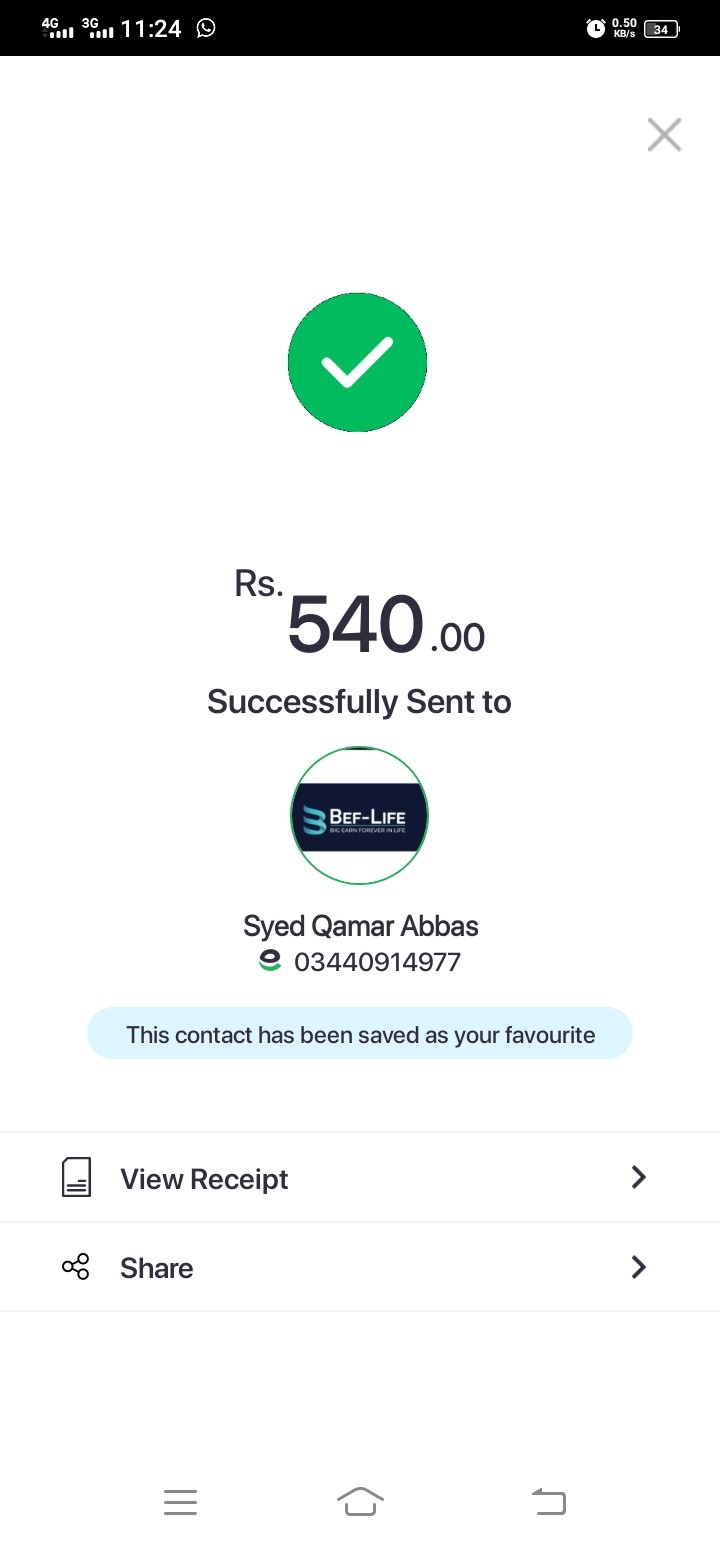 4G 3G 11:24 0.50 KB/s 34
Rs. 540.00
Successfully Sent to
BEF-LIFE
BIG EARN FOREVER IN LIFE
Syed Qamar Abbas
03440914977
This contact has been saved as your favourite
View Receipt
Share